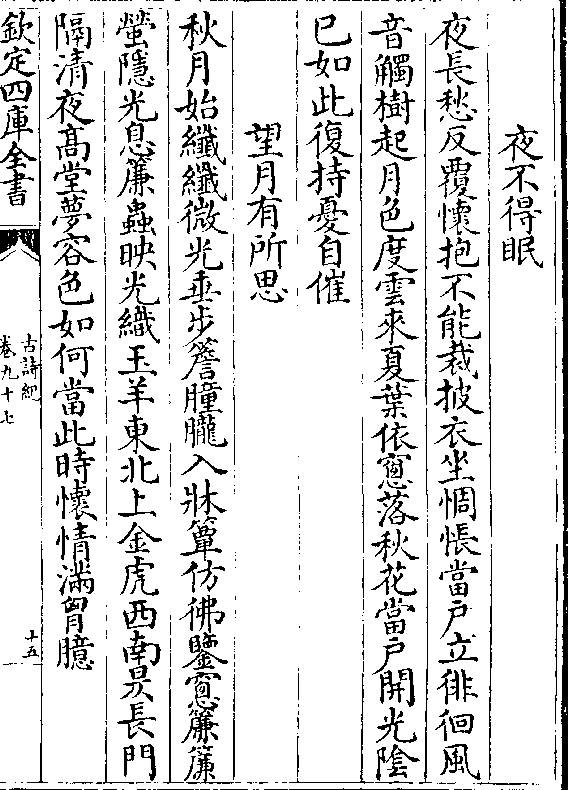 夜不得眠
夜長愁反覆懷抱不能裁披衣坐惆悵當戶立徘徊風
音觸樹起月色度雲來夏葉依窻落秋花當戶開光陰
已如此復持憂自催
望月有所思
秋月始纖纖微光垂步簷朣朧入牀簟仿彿鑒窻簾簾
螢隱光息簾蟲映光織玉羊東北上金虎西南昃長門
隔清夜髙堂夢容色如何當此時懷情滿胷臆
欽定四庫全書
古詩紀
卷九十七
十五